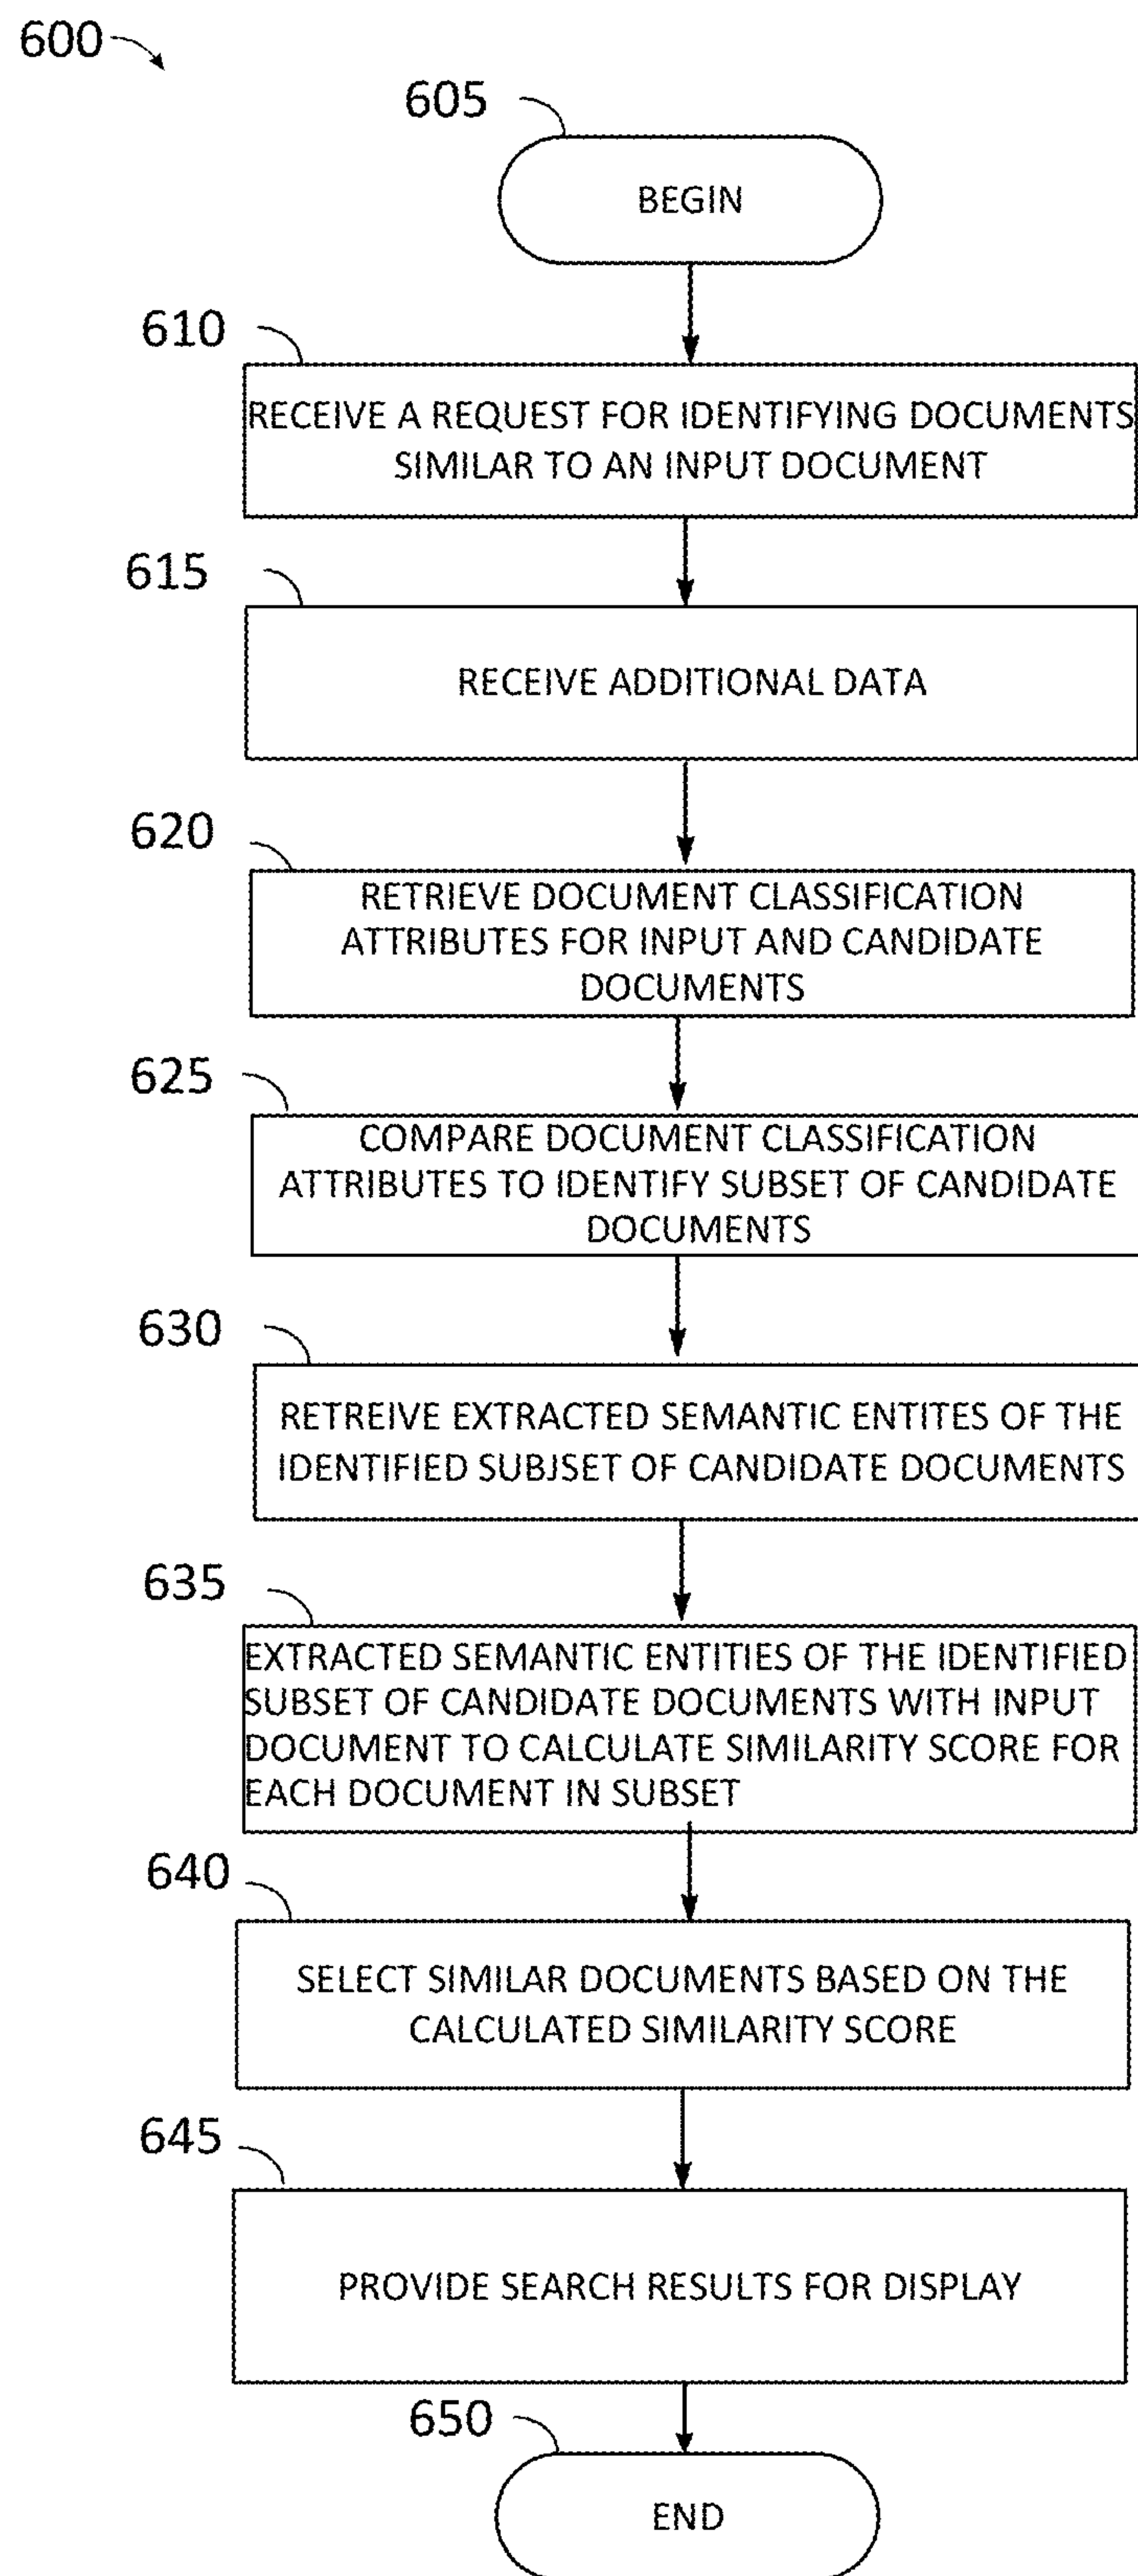 600
605
BEGIN
610
RECEIVE A REQUEST FOR IDENTIFYING DOCUMENTS
SIMILAR TO AN INPUT DOCUMENT
615
RECEIVE ADDITIONAL DATA
620
RETRIEVE DOCUMENT CLASSIFICATION
ATTRIBUTES FOR INPUT AND CANDIDATE
DOCUMENTS
625
COMPARE DOCUMENT CLASSIFICATION
ATTRIBUTES TO IDENTIFY SUBSET OF CANDIDATE
DOCUMENTS
630
RETREIVE EXTRACTED SEMANTIC ENTITES OF THE
IDENTIFIED SUBJSET OF CANDIDATE DOCUMENTS
635
EXTRACTED SEMANTIC ENTITIES OF THE IDENTIFIED
SUBSET OF CANDIDATE DOCUMENTS WITH INPUT
DOCUMENT TO CALCULATE SIMILARITY SCORE FOR
EACH DOCUMENT IN SUBSET
640
SELECT SIMILAR DOCUMENTS BASED ON THE
CALCULATED SIMILARITY SCORE
645
PROVIDE SEARCH RESULTS FOR DISPLAY
650
END